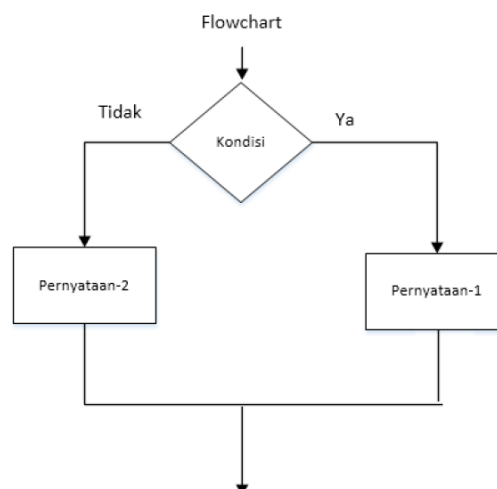 Flowchart
Tidak
Kondisi
Ya
Pernyataan-2
Pernyataan-1